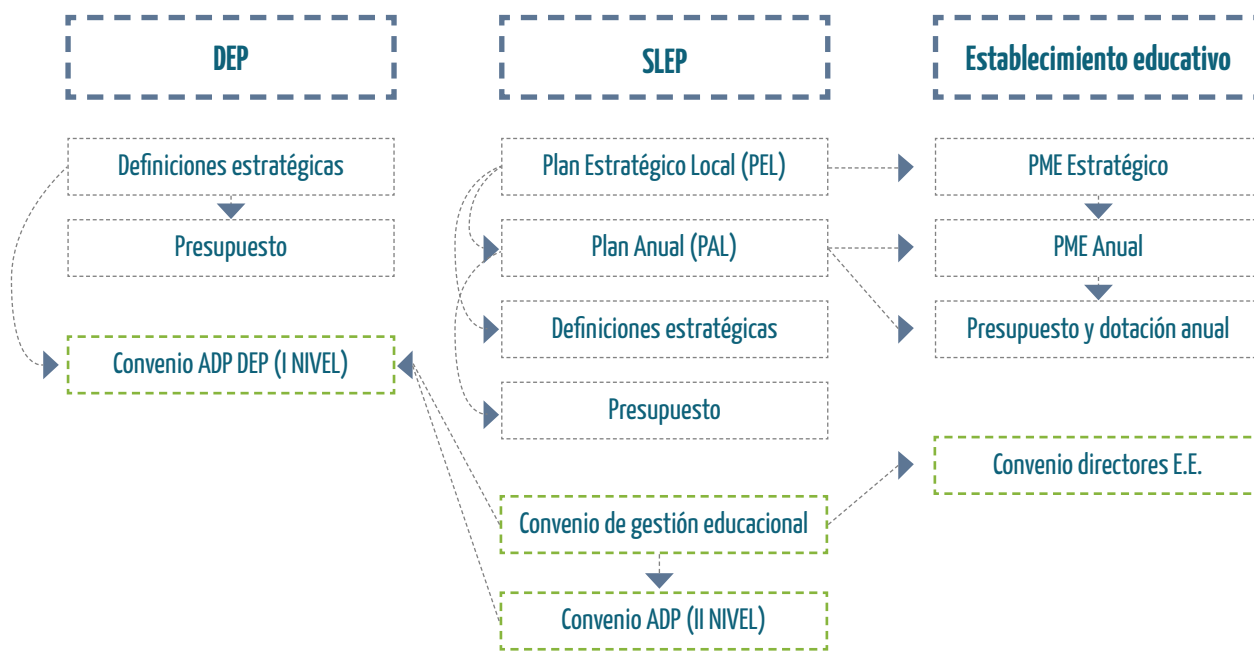 DEP
SLEP
Establecimiento educativo
Definiciones estratégicas
Presupuesto
Convenio ADP DEP (I NIVEL)
Plan Estratégico Local (PEL)
Plan Anual (PAL)
Definiciones estratégicas
Presupuesto
Convenio de gestión educacional
Convenio ADP (II NIVEL)
PME Estratégico
PME Anual
Presupuesto y dotación anual
Convenio directores E.E.